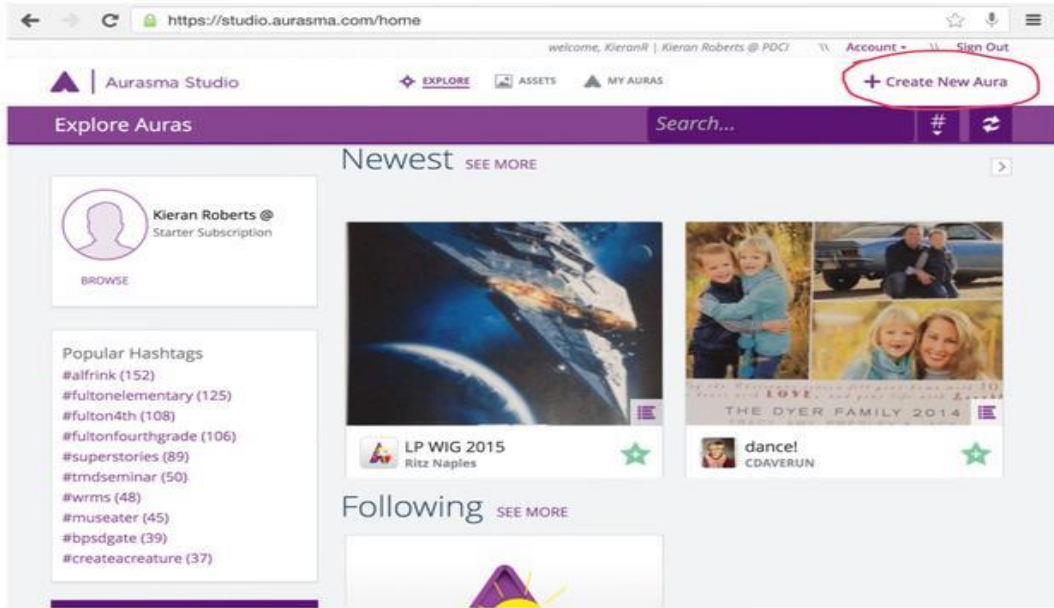 https://studio.aurasma.com/home
welcome, KieranR | Kieran Roberts @ PDCI \\ Account \\ Sign Out
Aurasma Studio
EXPLORE ASSETS MY AURAS
+ Create New Aura
Explore Auras
Search...
#
Newest SEE MORE
Kieran Roberts @
Starter Subscription
BROWSE
Popular Hashtags
#alfrink (152)
#fultonelementary (125)
#fulton4th (108)
#fultonfourthgrade (106)
#superstories (89)
#tmdseminar (50)
#wrms (48)
#museater (45)
#bpsdgate (39)
#createacreature (37)
LOVE
THE DYER FAMILY 2014
LP WIG 2015
Ritz Naples
dance!
CDAVERUN
Following SEE MORE